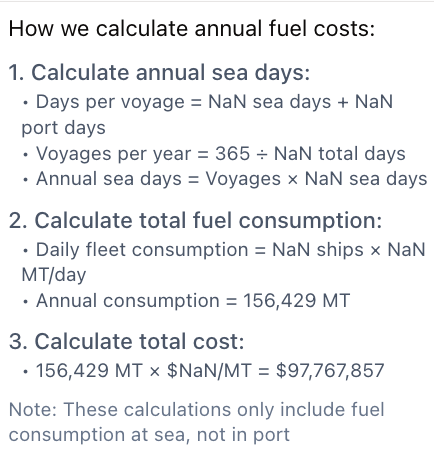 How we calculate annual fuel costs:
1. Calculate annual sea days:
• Days per voyage = NaN sea days + NaN
port days
• Voyages per year = 365 ÷ NaN total days
• Annual sea days = Voyages × NaN sea days
2. Calculate total fuel consumption:
• Daily fleet consumption = NaN ships × NaN
MT/day
• Annual consumption = 156,429 MT
3. Calculate total cost:
• 156,429 MT × $NaN/MT = $97,767,857
Note: These calculations only include fuel
consumption at sea, not in port